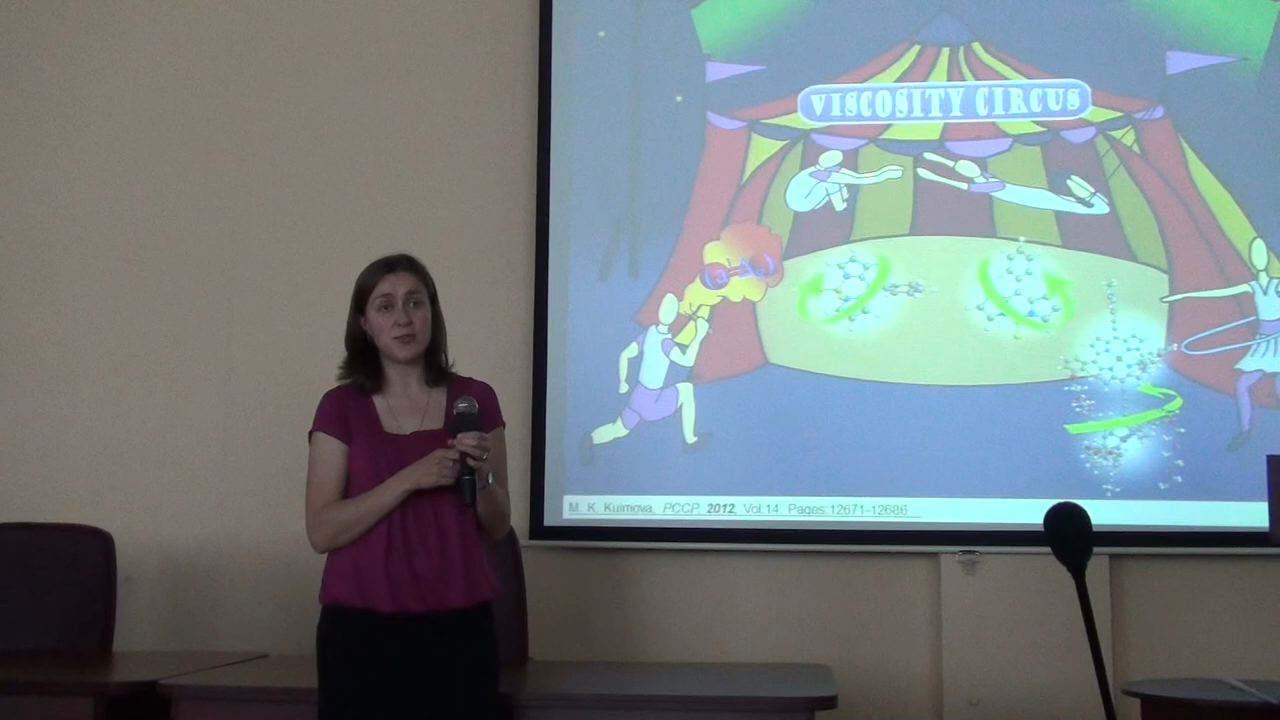 VISCOSITY CIRCUS
M. K. Kuimova, PCCP, 2012, Vol.14, Pages:12671-12686